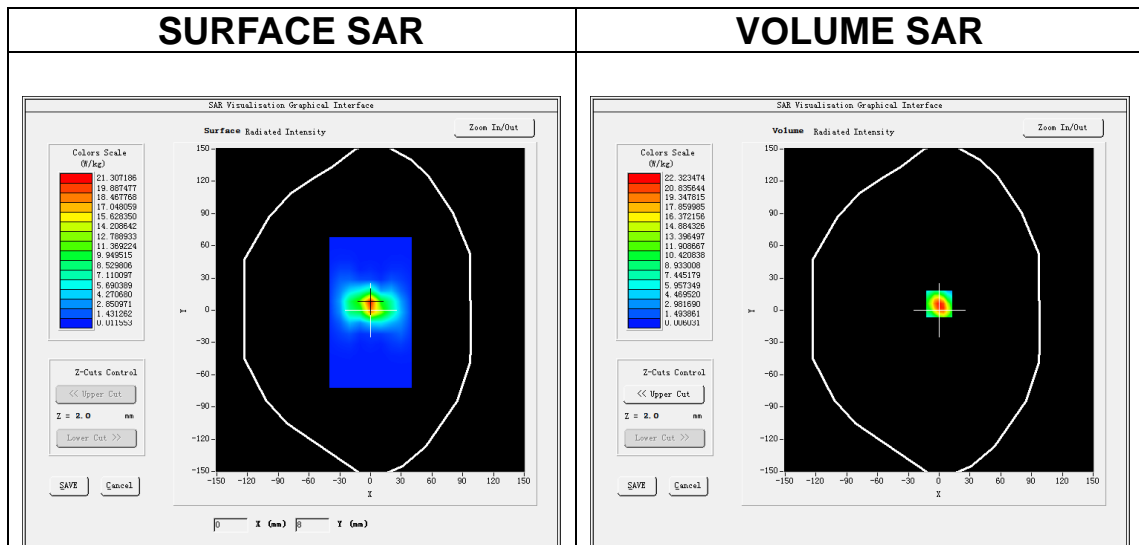 SURFACE SAR
VOLUME SAR
SAR Visualisation Graphical Interface
Surface Radiated Intensity
Zoom In/Out
Colors Scale
(W/kg)
21.307186
19.887477
18.467768
17.048059
15.628350
14.208642
12.788933
11.369224
9.949515
8.529806
7.110097
5.690389
4.270680
2.850971
1.431262
0.011553
Z-Cuts Control
<< Upper Cut
Z = 2.0 mm
Lower Cut >>
SAVE Cancel
150
120
90
60
30
0
-30
-60
-90
-120
-150
Y
-150 -120 -90 -60 -30 0 30 60 90 120 150
X
0 X (mm) 8 Y (mm)
SAR Visualisation Graphical Interface
Volume Radiated Intensity
Zoom In/Out
Colors Scale
(W/kg)
22.323474
20.835644
19.347815
17.859985
16.372156
14.884326
13.396497
11.908667
10.420838
8.933008
7.445179
5.957349
4.469520
2.981690
1.493861
0.006031
Z-Cuts Control
<< Upper Cut
Z = 2.0 mm
Lower Cut >>
SAVE Cancel
150
120
90
60
30
0
-30
-60
-90
-120
-150
Y
-150 -120 -90 -60 -30 0 30 60 90 120 150
X